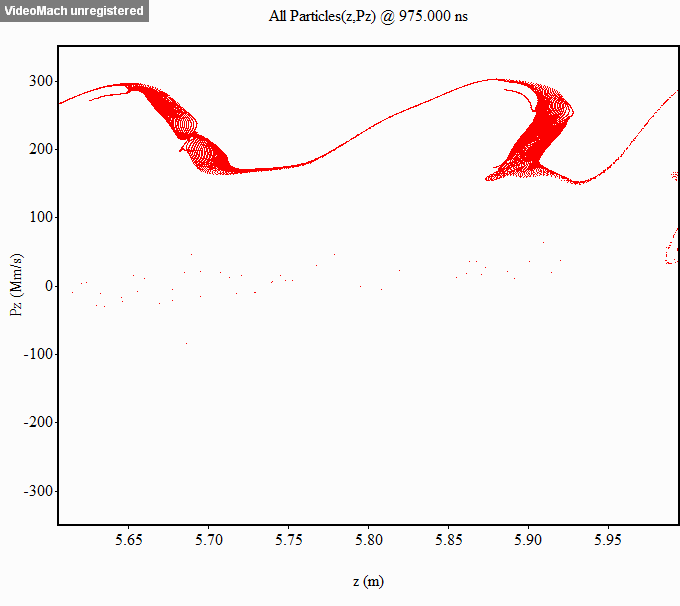 VideoMach unregistered
All Particles(z,Pz) @ 975.000 ns
300
200
100
0
-100
-200
-300
Pz (Mm/s)
5.65 5.70 5.75 5.80 5.85 5.90 5.95
z (m)